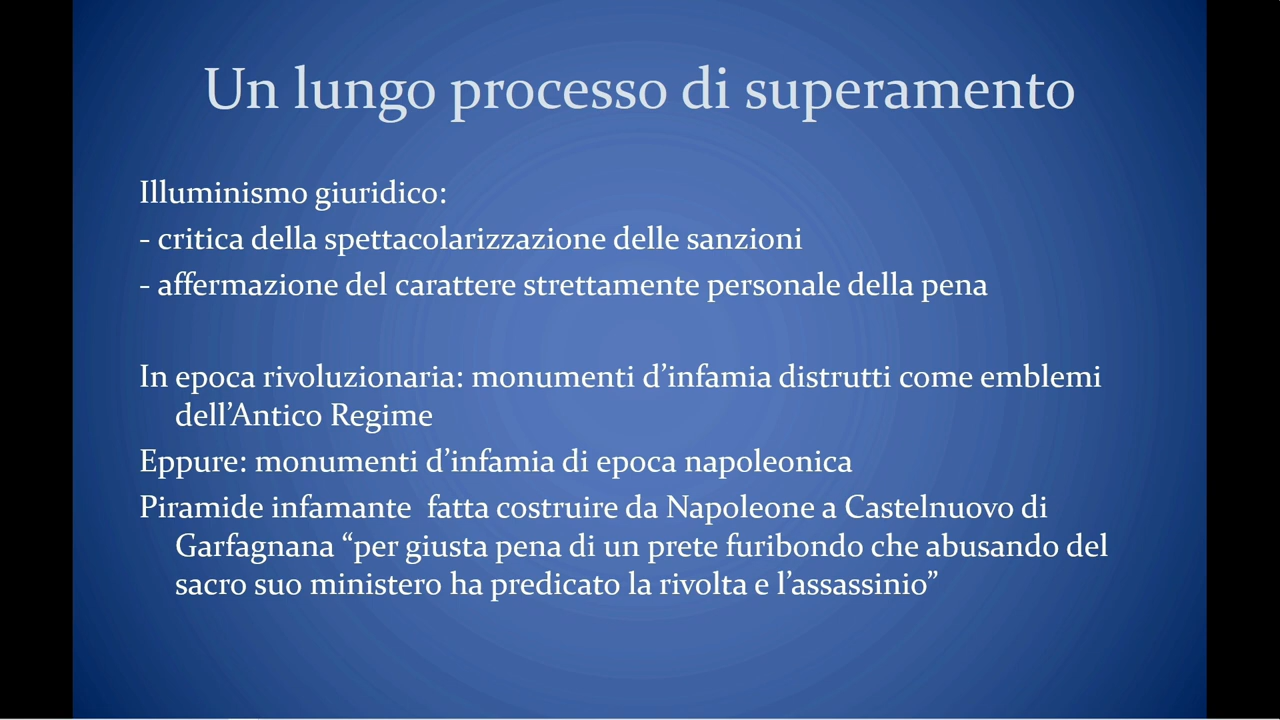 Un lungo processo di superamento
Illuminismo giuridico:
- critica della spettacolarizzazione delle sanzioni
- affermazione del carattere strettamente personale della pena
In epoca rivoluzionaria: monumenti d’infamia distrutti come emblemi
dell’Antico Regime
Eppure: monumenti d’infamia di epoca napoleonica
Piramide infamante  fatta costruire da Napoleone a Castelnuovo di
Garfagnana “per giusta pena di un prete furibondo che abusando del
sacro suo ministero ha predicato la rivolta e l’assassinio”